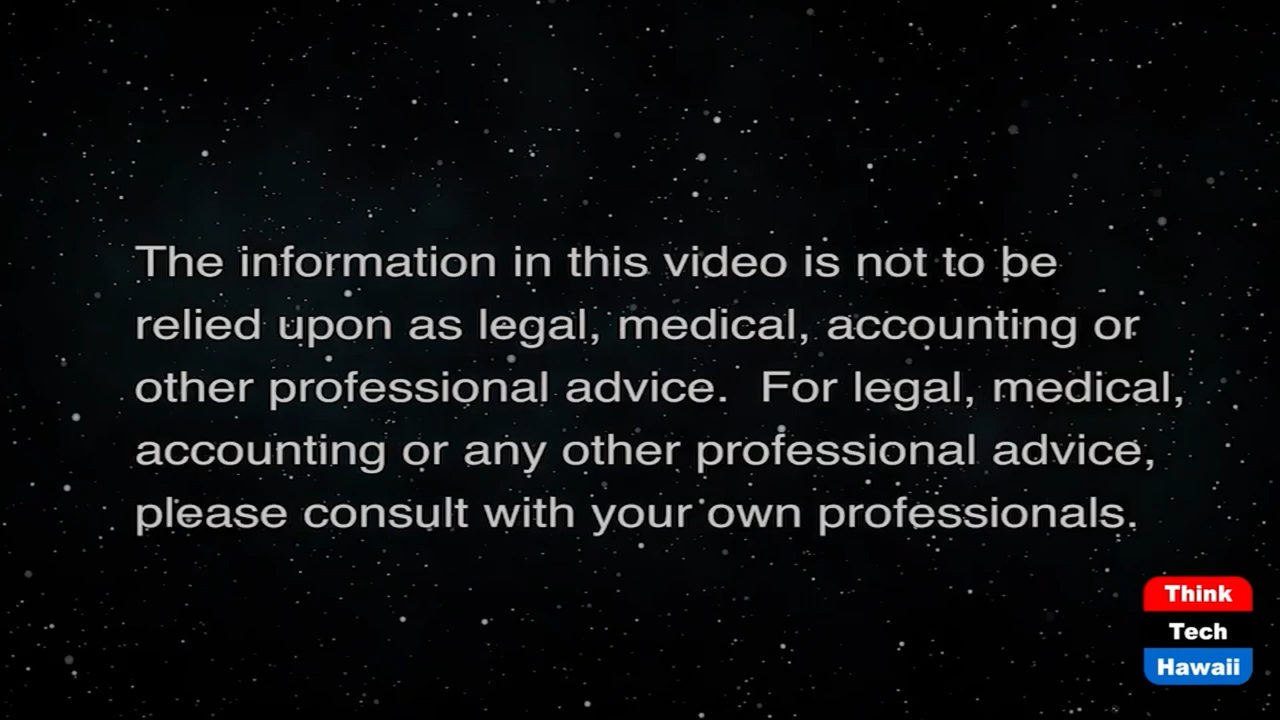 The information in this video is not to be
relied upon as legal, medical, accounting or
other professional advice.  For legal, medical,
accounting or any other professional advice,
please consult with your own professionals.
Think
Tech
Hawaii